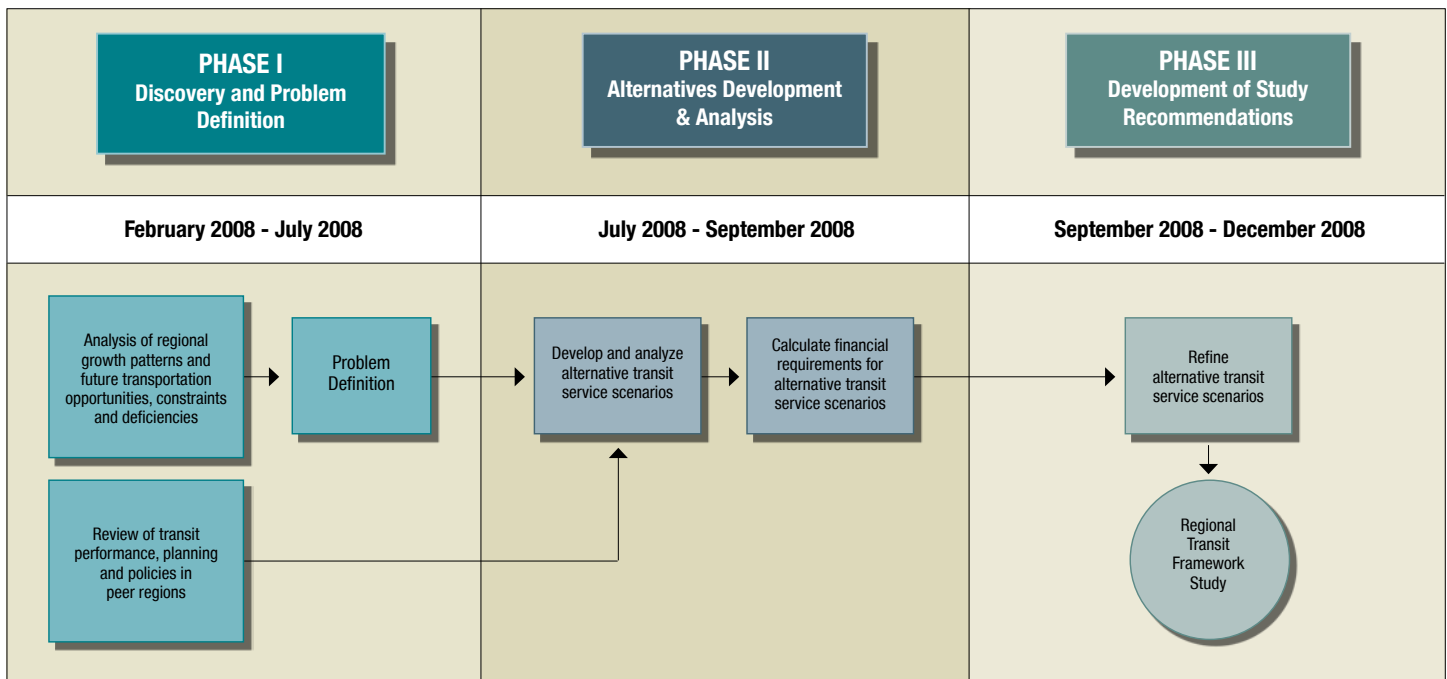 PHASE I
Discovery and Problem
Definition
PHASE II
Alternatives Development
& Analysis
PHASE III
Development of Study
Recommendations
February 2008 - July 2008
July 2008 - September 2008
September 2008 - December 2008
Analysis of regional
growth patterns and
future transportation
opportunities, constraints
and deficiencies
Problem
Definition
Develop and analyze
alternative transit
service scenarios
Calculate financial
requirements for
alternative transit
service scenarios
Refine
alternative transit
service scenarios
Review of transit
performance, planning
and policies in
peer regions
Regional
Transit
Framework
Study